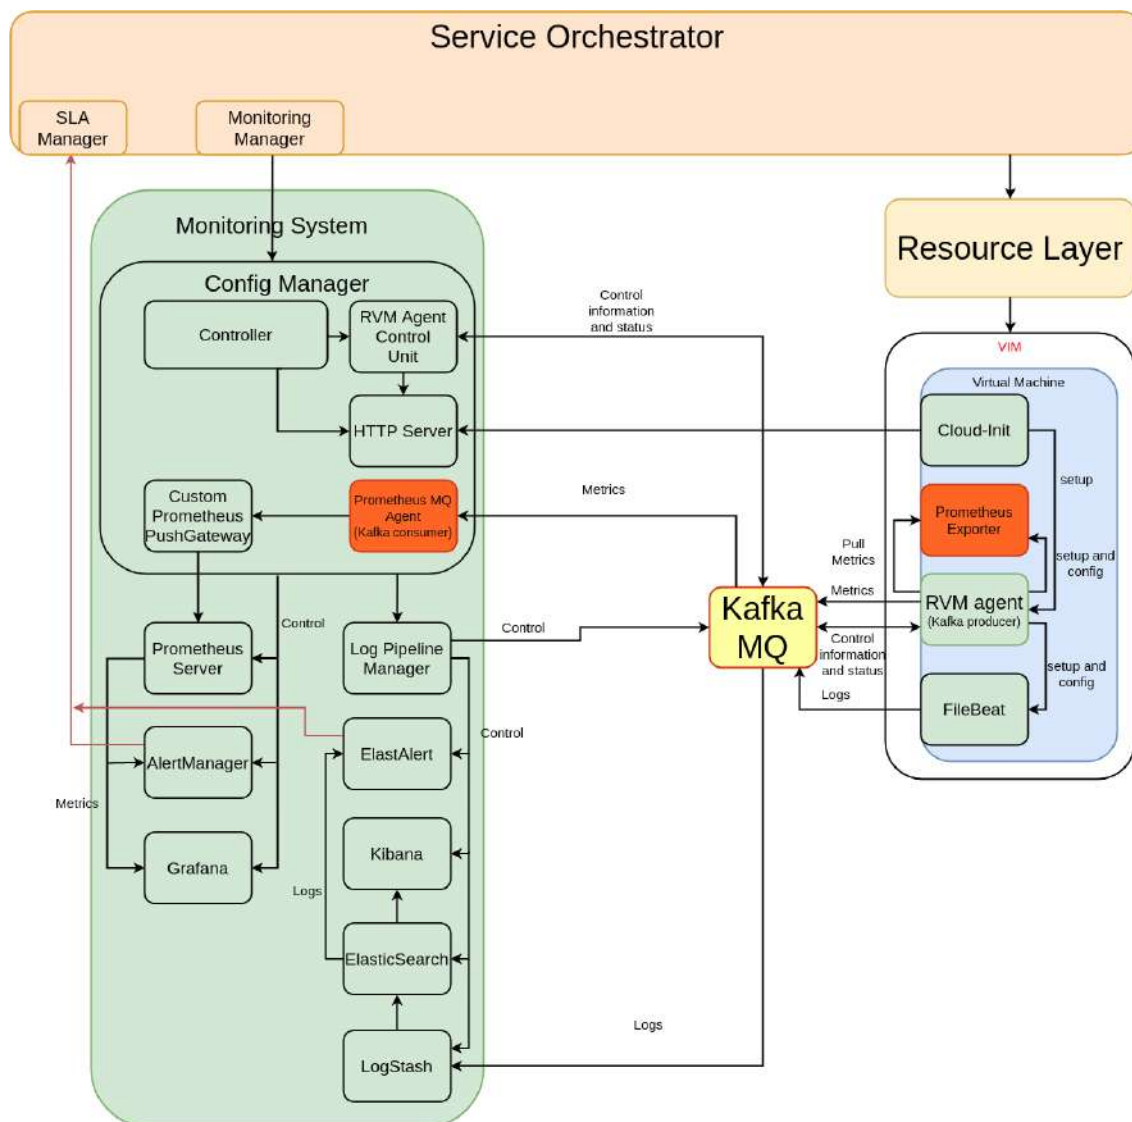 Service Orchestrator
SLA
Manager
Monitoring
Manager
Monitoring System
Resource Layer
Config Manager
Controller
RVM Agent
Control
Unit
Control
information
and status
VIM
Virtual Machine
HTTP Server
Cloud-Init
setup
Custom
Prometheus
PushGateway
Prometheus MQ
Agent
(Kafka consumer)
Metrics
Prometheus
Exporter
Pull
Metrics
setup and
config
Kafka
MQ
Metrics
RVM agent
(Kafka producer)
Control
information
and status
setup and
config
Logs
FileBeat
Control
Prometheus
Server
Log Pipeline
Manager
Control
AlertManager
ElastAlert
Control
Metrics
Grafana
Kibana
Logs
ElasticSearch
LogStash
Logs